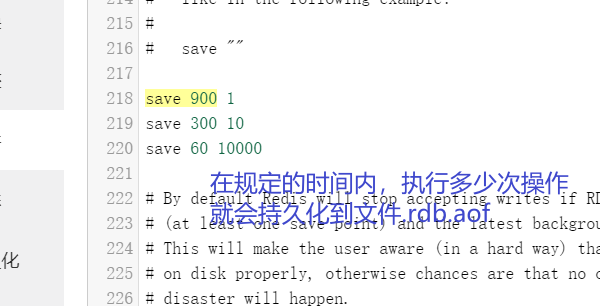 214 # like in the following example:
215 #
216 # save ""
217
218 save 900 1
219 save 300 10
220 save 60 10000
221
在规定的时间内，执行多少次操作
222 # By default Redis will stop accepting writes if RD
就会持久化到文件.rdb.aof
223 # (at least one save point) and the latest backgrou
224 # This will make the user aware (in a hard way) tha
225 # on disk properly, otherwise chances are that no o
226 # disaster will happen.
化